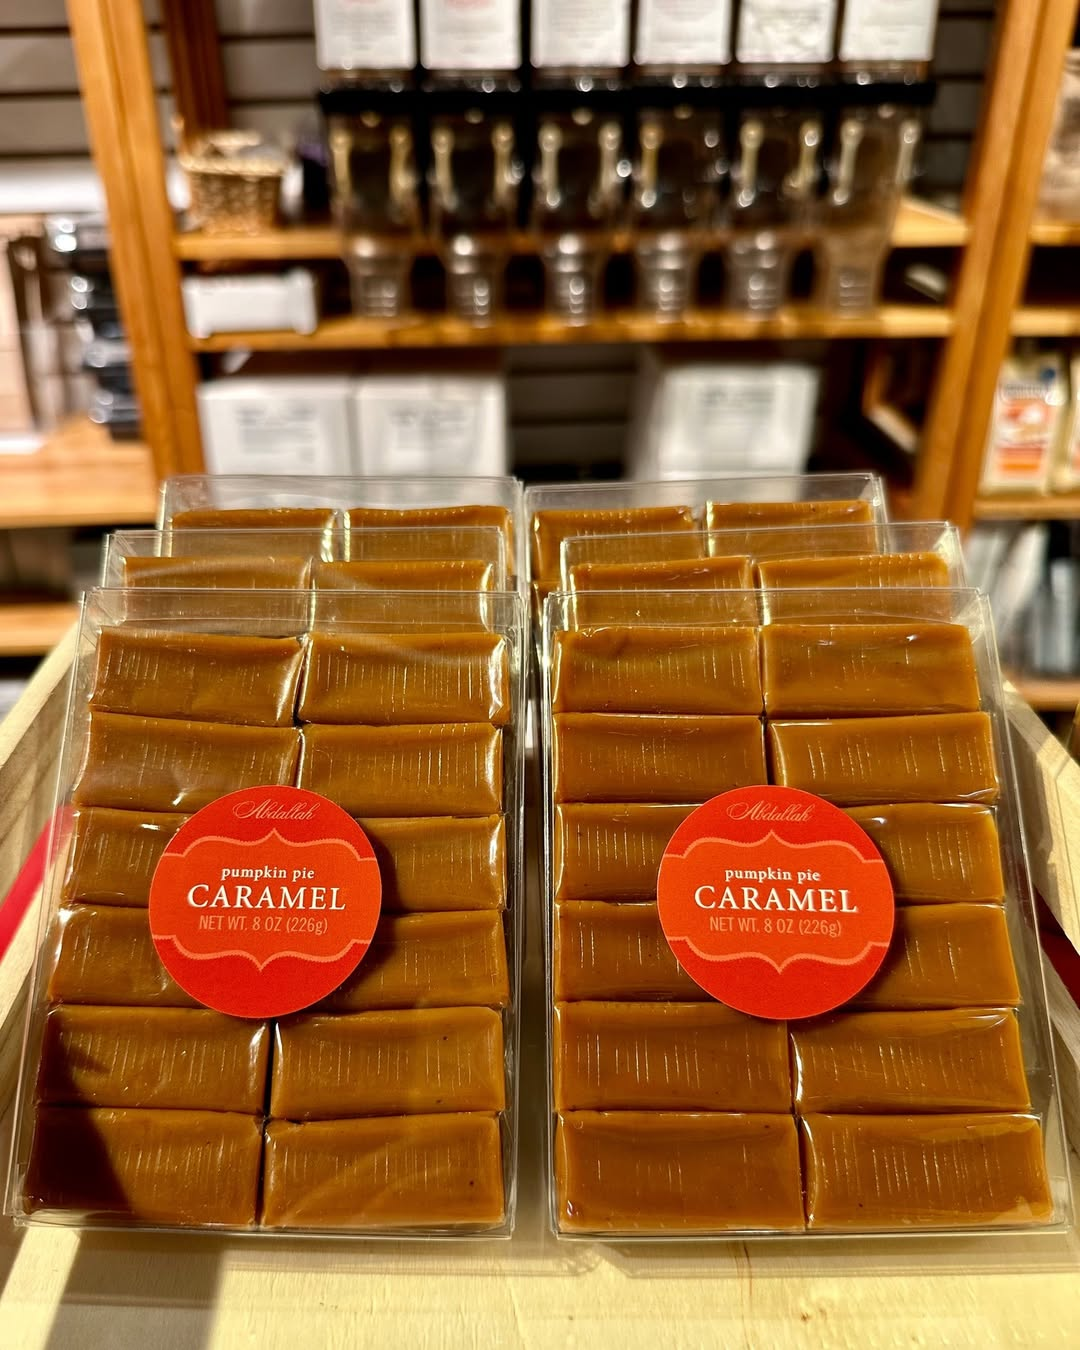 Abdallah
pumpkin pie
CARAMEL
NET WT. 8 OZ (226g)
Abdallah
pumpkin pie
CARAMEL
NET WT. 8 OZ (226g)